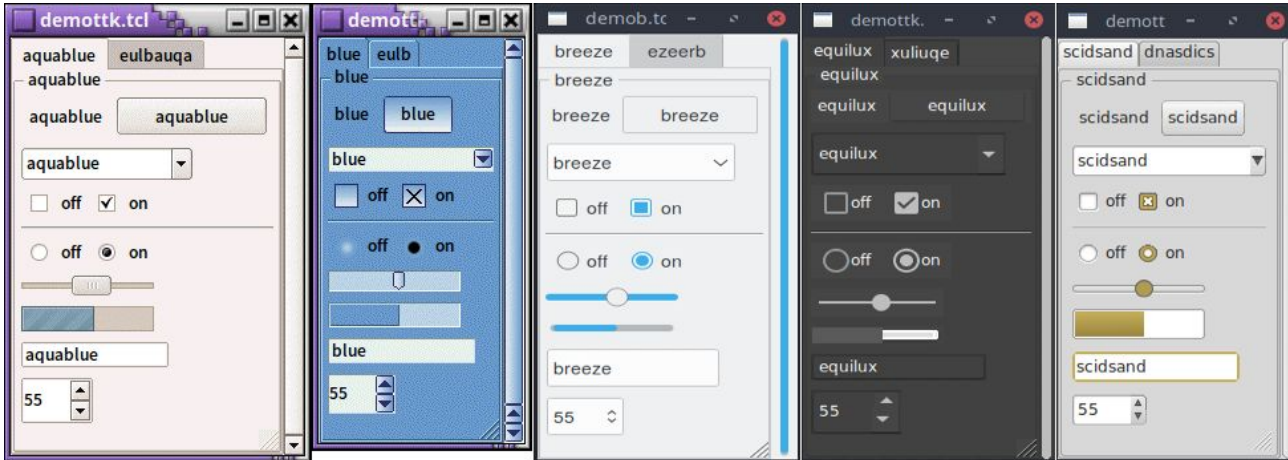 demottk.tcl
aquablue eulbauqa
aquablue
aquablue aquablue
aquablue
off on
off on
aquablue
55
demottk
blue eulb
blue
blue blue
blue
off on
off on
blue
55
demob.tc
breeze ezeerb
breeze
breeze breeze
breeze
off on
off on
breeze
55
demottk.
equilux xuliuqe
equilux
equilux equilux
equilux
off on
off on
equilux
55
demott
scidsand dnasdics
scidsand
scidsand scidsand
scidsand
off on
off on
scidsand
55